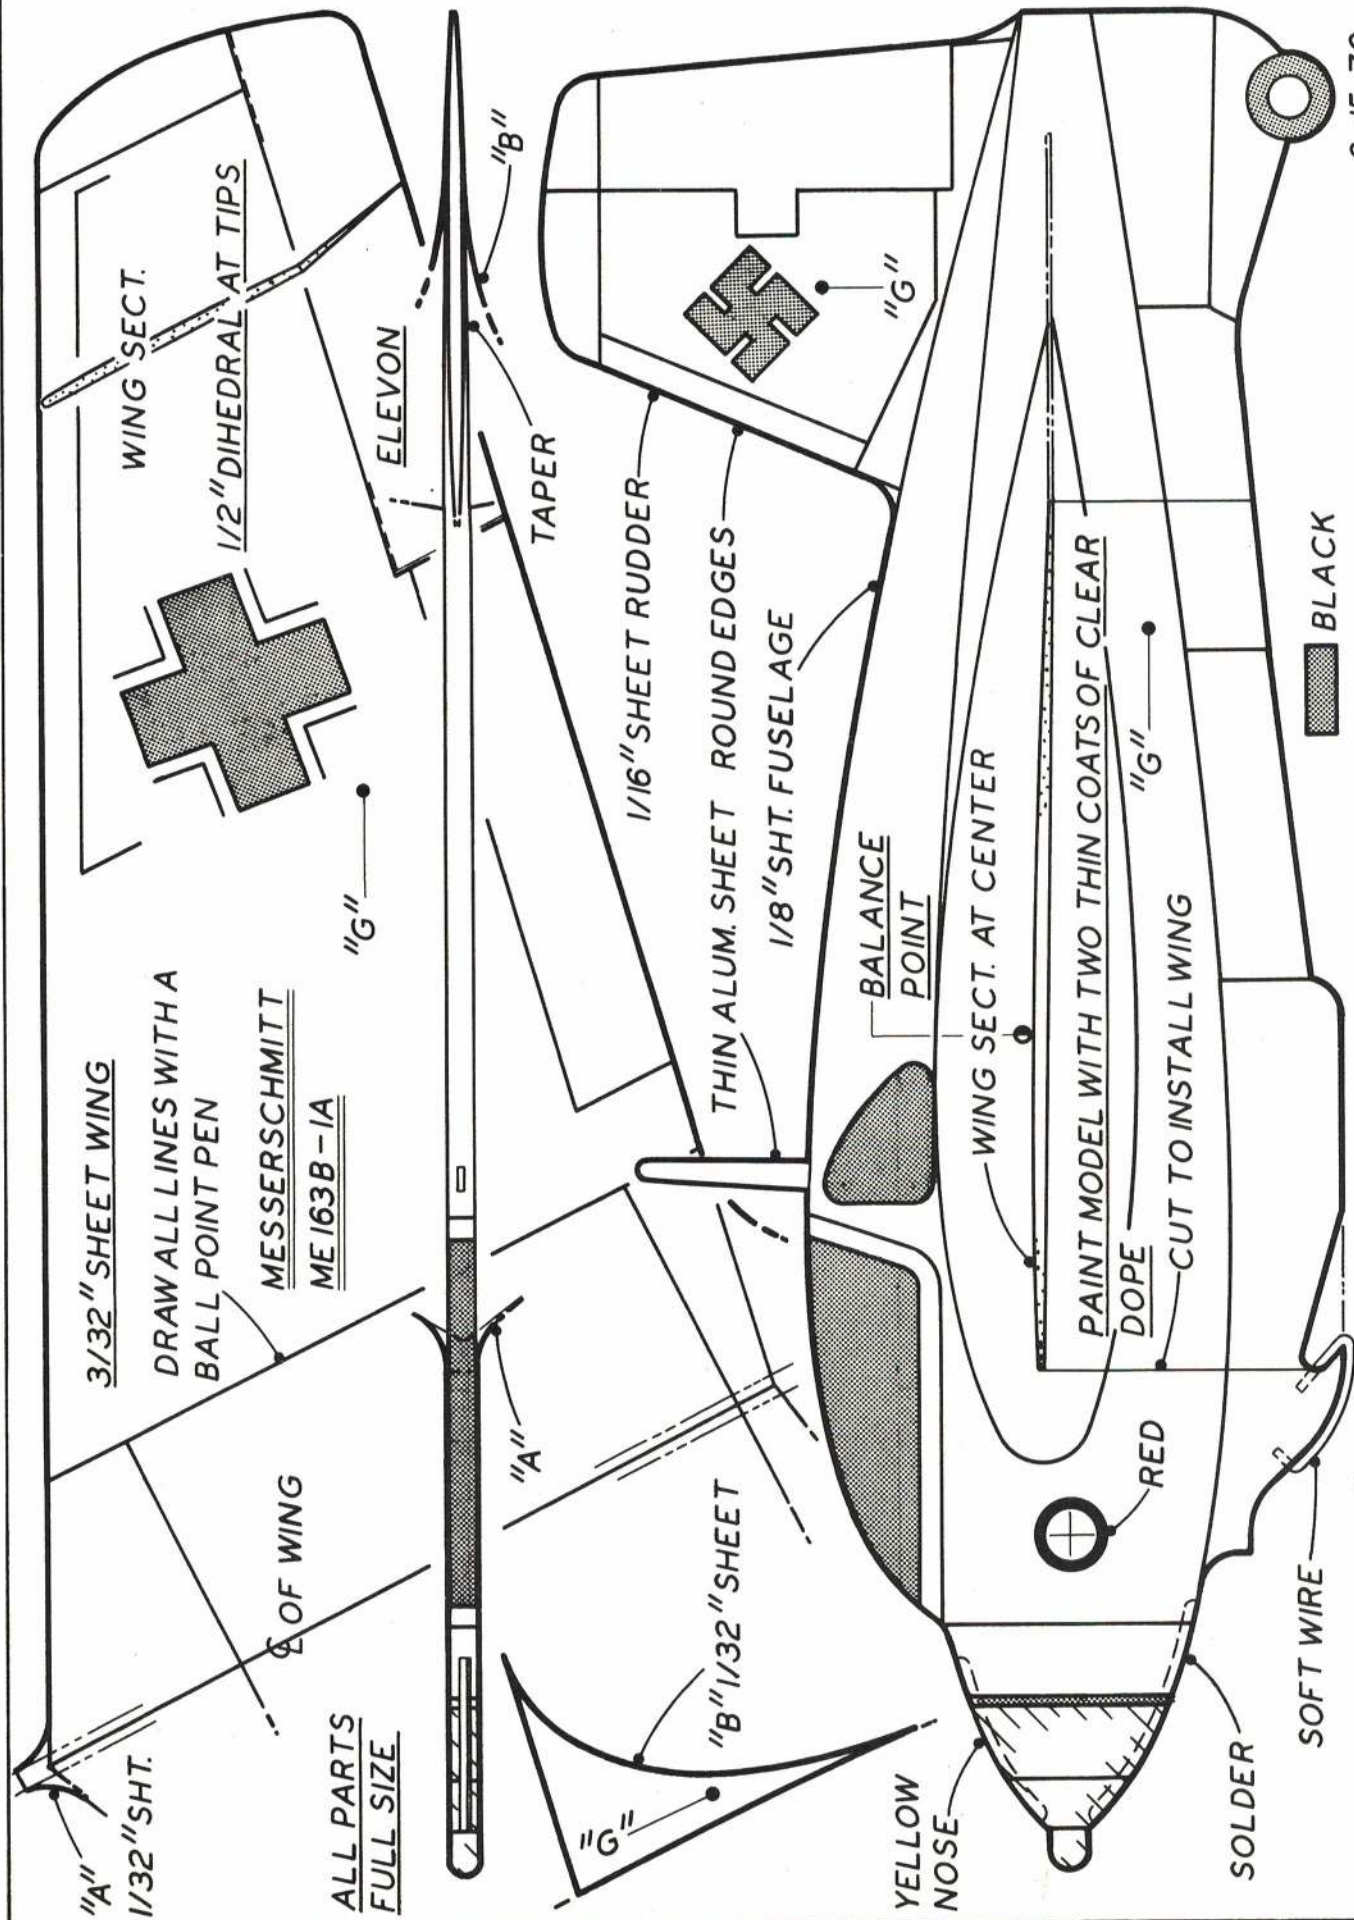 "A"
1/32" SHT.
3/32" SHEET WING
DRAW ALL LINES WITH A
BALL POINT PEN
MESSERSCHMITT
ME 163B-1A
"G"
WING SECT.
1/2" DIHEDRAL AT TIPS
ELEVON
℄ OF WING
ALL PARTS
FULL SIZE
"A"
TAPER
"B"
"G"
"B" 1/32" SHEET
1/16" SHEET RUDDER
THIN ALUM. SHEET
ROUND EDGES
1/8" SHT. FUSELAGE
"G"
BALANCE
POINT
WING SECT. AT CENTER
PAINT MODEL WITH TWO THIN COATS OF CLEAR
DOPE
"G"
CUT TO INSTALL WING
YELLOW
NOSE
RED
SOLDER
SOFT WIRE
BLACK